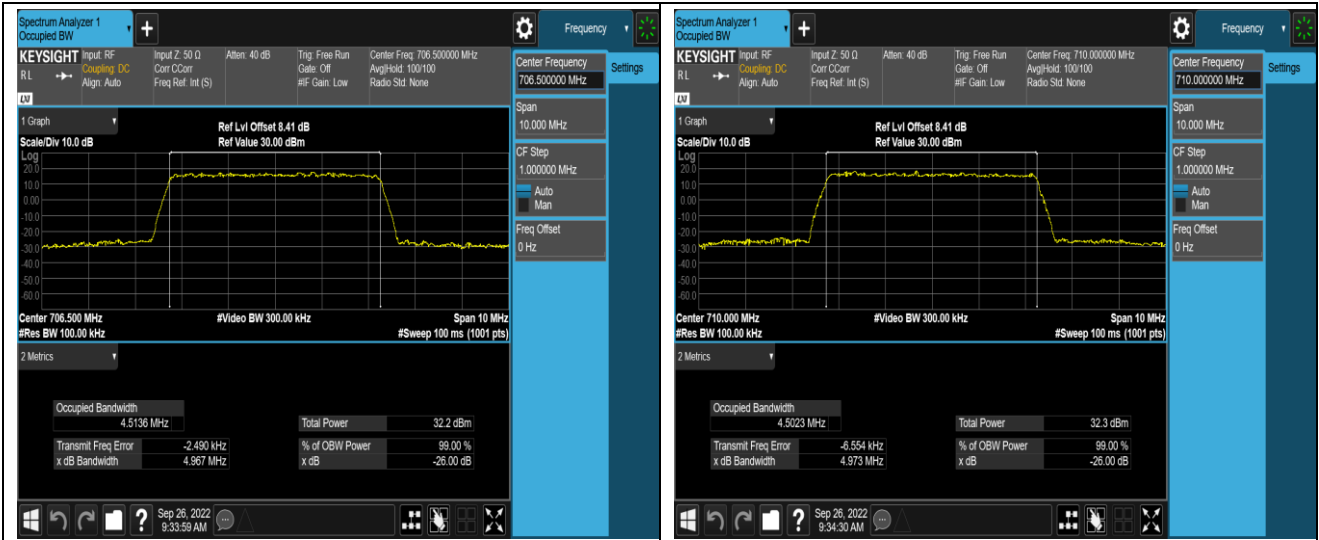 Spectrum Analyzer 1
Occupied BW
+
Frequency
KEYSIGHT Input: RF Input Z: 50 Ω Atten: 40 dB Trig: Free Run Center Freq: 706.500000 MHz
Coupling: DC Corr CCorr Gate: Off Avg|Hold: 100/100
RL Align: Auto Freq Ref: Int (S) #IF Gain: Low Radio Std: None
LXI
Center Frequency
706.500000 MHz
Settings
Span
10.000 MHz
CF Step
1.000000 MHz
Auto
Man
Freq Offset
0 Hz
1 Graph
Scale/Div 10.0 dB
Ref Lvl Offset 8.41 dB
Ref Value 30.00 dBm
Log
20.0
10.0
0.00
-10.0
-20.0
-30.0
-40.0
-50.0
-60.0
Center 706.500 MHz #Video BW 300.00 kHz Span 10 MHz
#Res BW 100.00 kHz #Sweep 100 ms (1001 pts)
2 Metrics
Occupied Bandwidth
4.5136 MHz Total Power 32.2 dBm
Transmit Freq Error -2.490 kHz % of OBW Power 99.00 %
x dB Bandwidth 4.967 MHz x dB -26.00 dB
? Sep 26, 2022
9:33:59 AM
Spectrum Analyzer 1
Occupied BW
+
Frequency
KEYSIGHT Input: RF Input Z: 50 Ω Atten: 40 dB Trig: Free Run Center Freq: 710.000000 MHz
Coupling: DC Corr CCorr Gate: Off Avg|Hold: 100/100
RL Align: Auto Freq Ref: Int (S) #IF Gain: Low Radio Std: None
LXI
Center Frequency
710.000000 MHz
Settings
Span
10.000 MHz
CF Step
1.000000 MHz
Auto
Man
Freq Offset
0 Hz
1 Graph
Scale/Div 10.0 dB
Ref Lvl Offset 8.41 dB
Ref Value 30.00 dBm
Log
20.0
10.0
0.00
-10.0
-20.0
-30.0
-40.0
-50.0
-60.0
Center 710.000 MHz #Video BW 300.00 kHz Span 10 MHz
#Res BW 100.00 kHz #Sweep 100 ms (1001 pts)
2 Metrics
Occupied Bandwidth
4.5023 MHz Total Power 32.3 dBm
Transmit Freq Error -6.554 kHz % of OBW Power 99.00 %
x dB Bandwidth 4.973 MHz x dB -26.00 dB
? Sep 26, 2022
9:34:30 AM